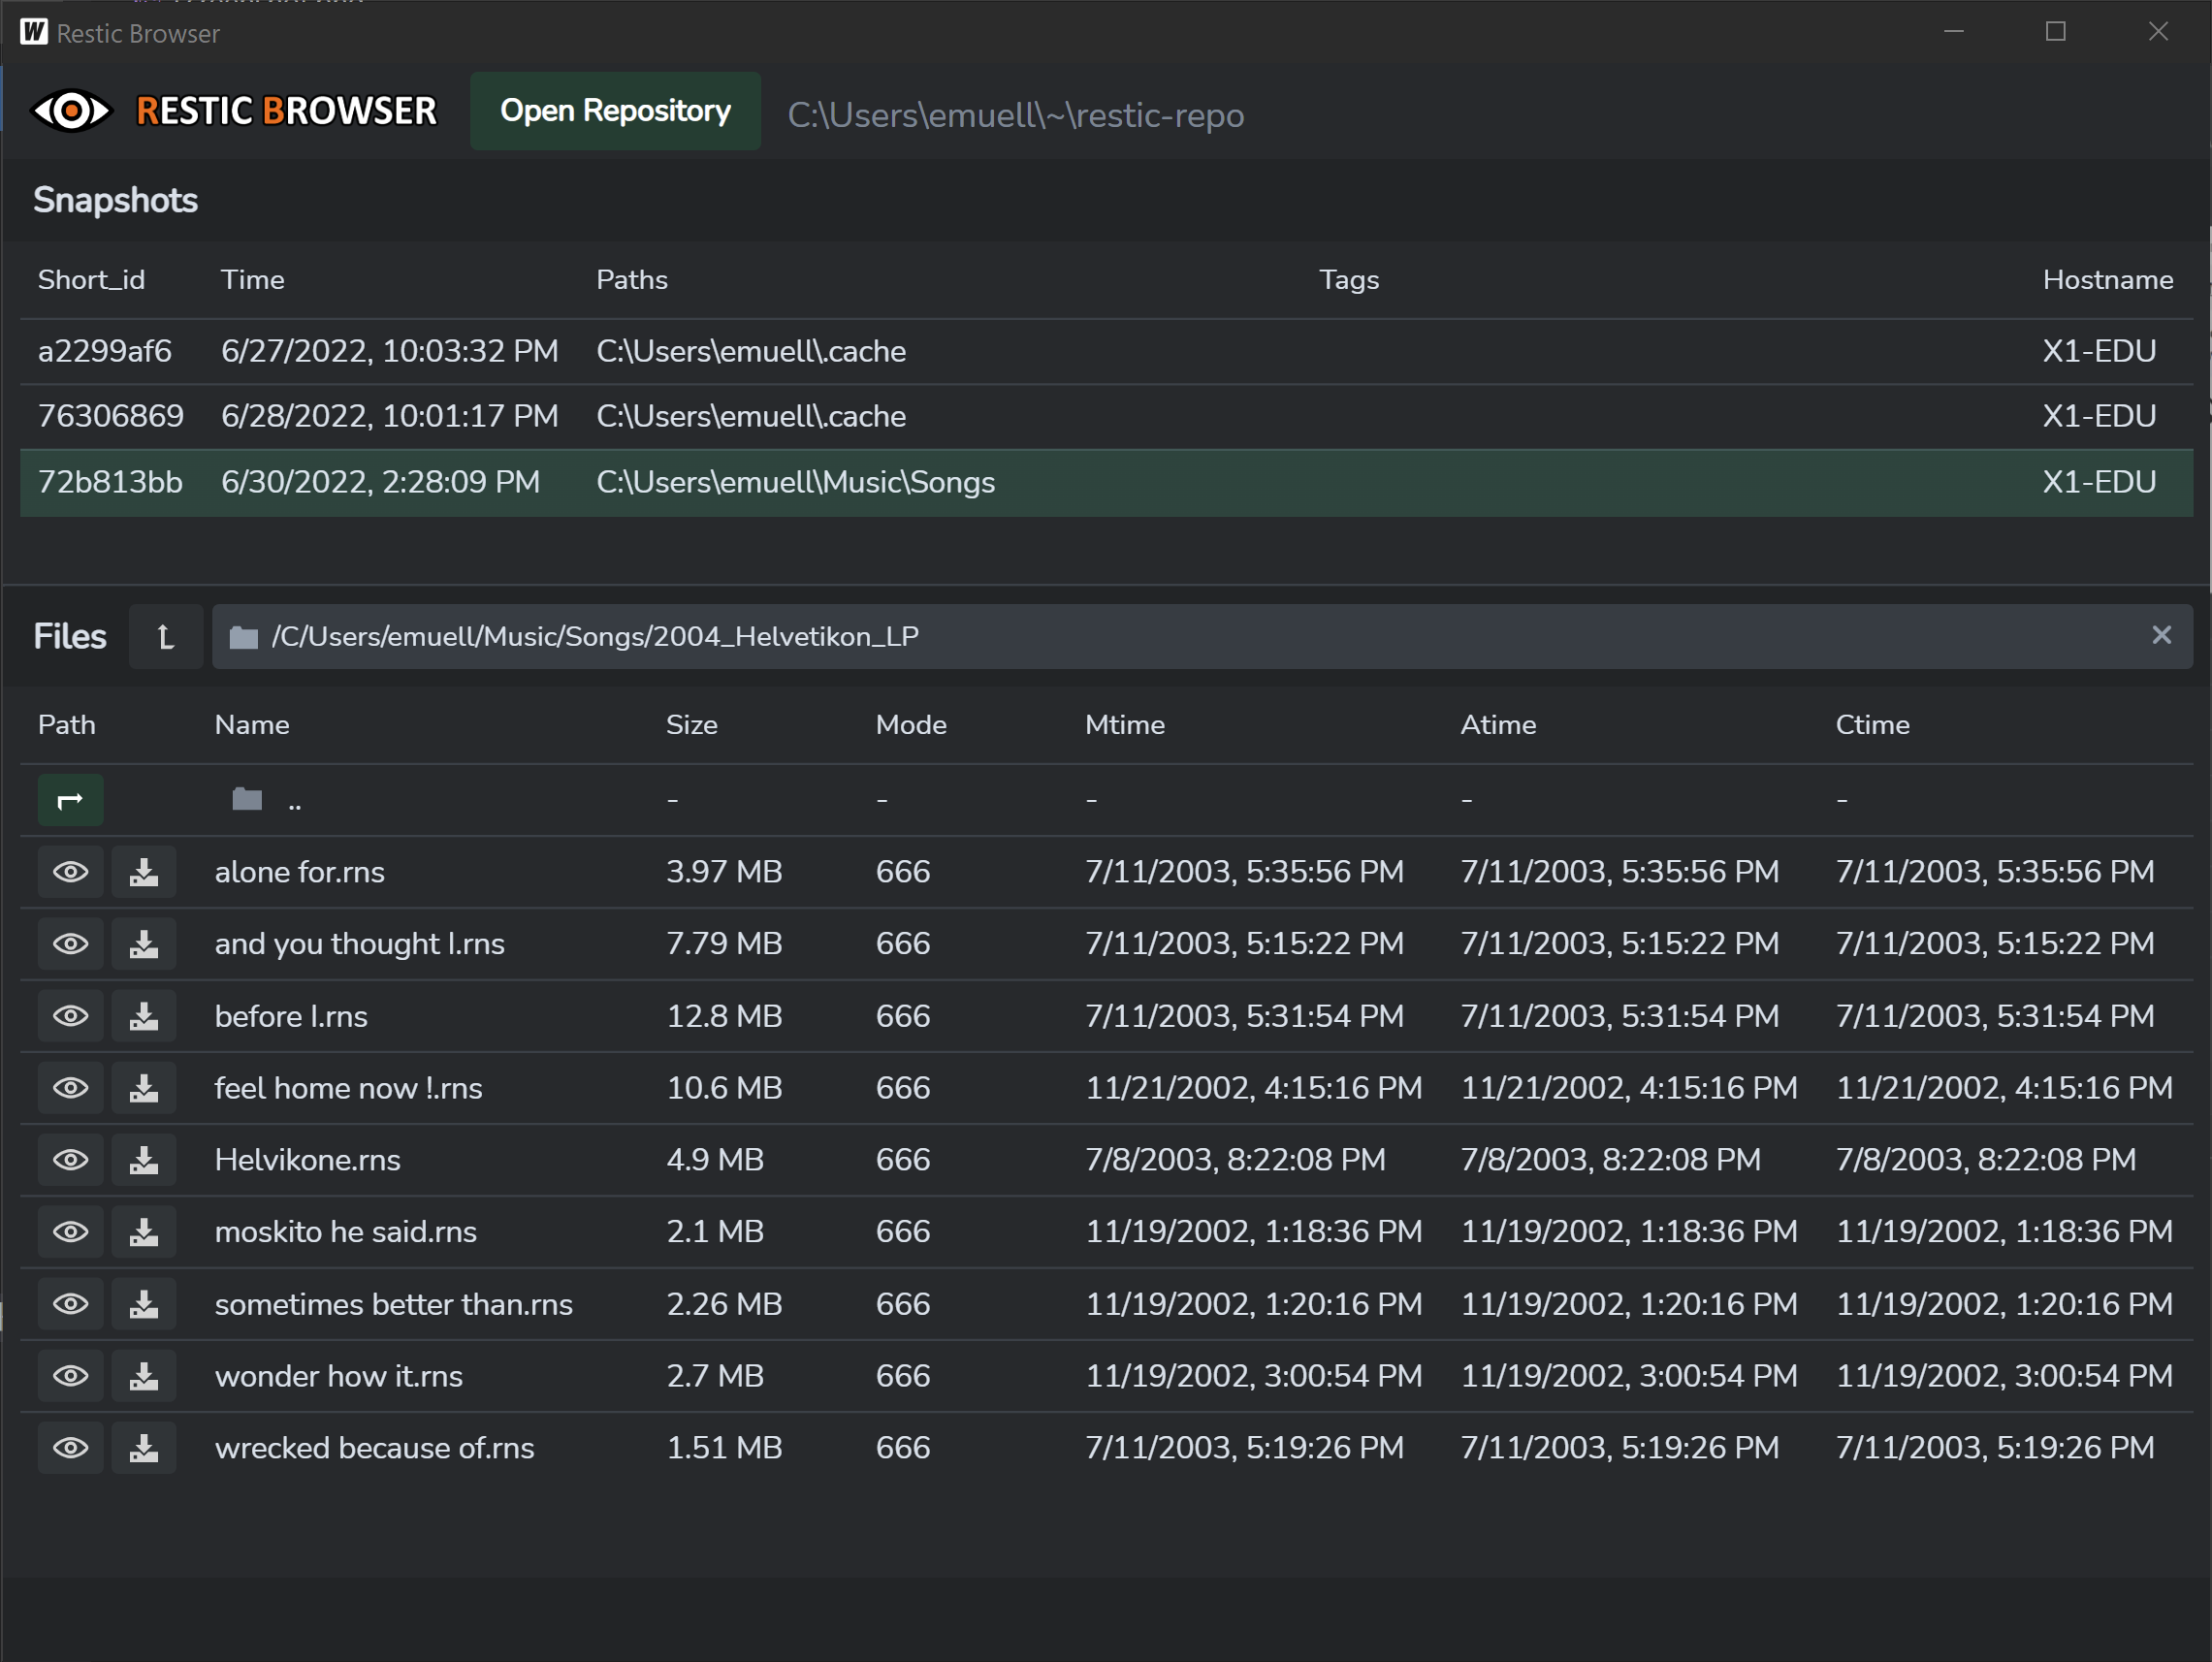 W Restic Browser
RESTIC BROWSER Open Repository C:\Users\emuell\~\restic-repo
Snapshots
Short_id Time Paths Tags Hostname
a2299af6 6/27/2022, 10:03:32 PM C:\Users\emuell\.cache X1-EDU
76306869 6/28/2022, 10:01:17 PM C:\Users\emuell\.cache X1-EDU
72b813bb 6/30/2022, 2:28:09 PM C:\Users\emuell\Music\Songs X1-EDU
Files /C/Users/emuell/Music/Songs/2004_Helvetikon_LP
Path Name Size Mode Mtime Atime Ctime
.. - - - - -
alone for.rns 3.97 MB 666 7/11/2003, 5:35:56 PM 7/11/2003, 5:35:56 PM 7/11/2003, 5:35:56 PM
and you thought I.rns 7.79 MB 666 7/11/2003, 5:15:22 PM 7/11/2003, 5:15:22 PM 7/11/2003, 5:15:22 PM
before I.rns 12.8 MB 666 7/11/2003, 5:31:54 PM 7/11/2003, 5:31:54 PM 7/11/2003, 5:31:54 PM
feel home now !.rns 10.6 MB 666 11/21/2002, 4:15:16 PM 11/21/2002, 4:15:16 PM 11/21/2002, 4:15:16 PM
Helvikone.rns 4.9 MB 666 7/8/2003, 8:22:08 PM 7/8/2003, 8:22:08 PM 7/8/2003, 8:22:08 PM
moskito he said.rns 2.1 MB 666 11/19/2002, 1:18:36 PM 11/19/2002, 1:18:36 PM 11/19/2002, 1:18:36 PM
sometimes better than.rns 2.26 MB 666 11/19/2002, 1:20:16 PM 11/19/2002, 1:20:16 PM 11/19/2002, 1:20:16 PM
wonder how it.rns 2.7 MB 666 11/19/2002, 3:00:54 PM 11/19/2002, 3:00:54 PM 11/19/2002, 3:00:54 PM
wrecked because of.rns 1.51 MB 666 7/11/2003, 5:19:26 PM 7/11/2003, 5:19:26 PM 7/11/2003, 5:19:26 PM